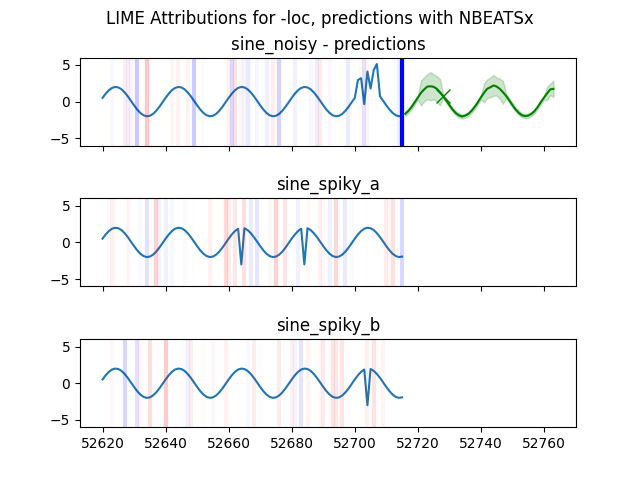 LIME Attributions for -loc, predictions with NBEATSx
sine_noisy - predictions
5
0
−5
sine_spiky_a
5
0
−5
sine_spiky_b
5
0
−5
52620 52640 52660 52680 52700 52720 52740 52760